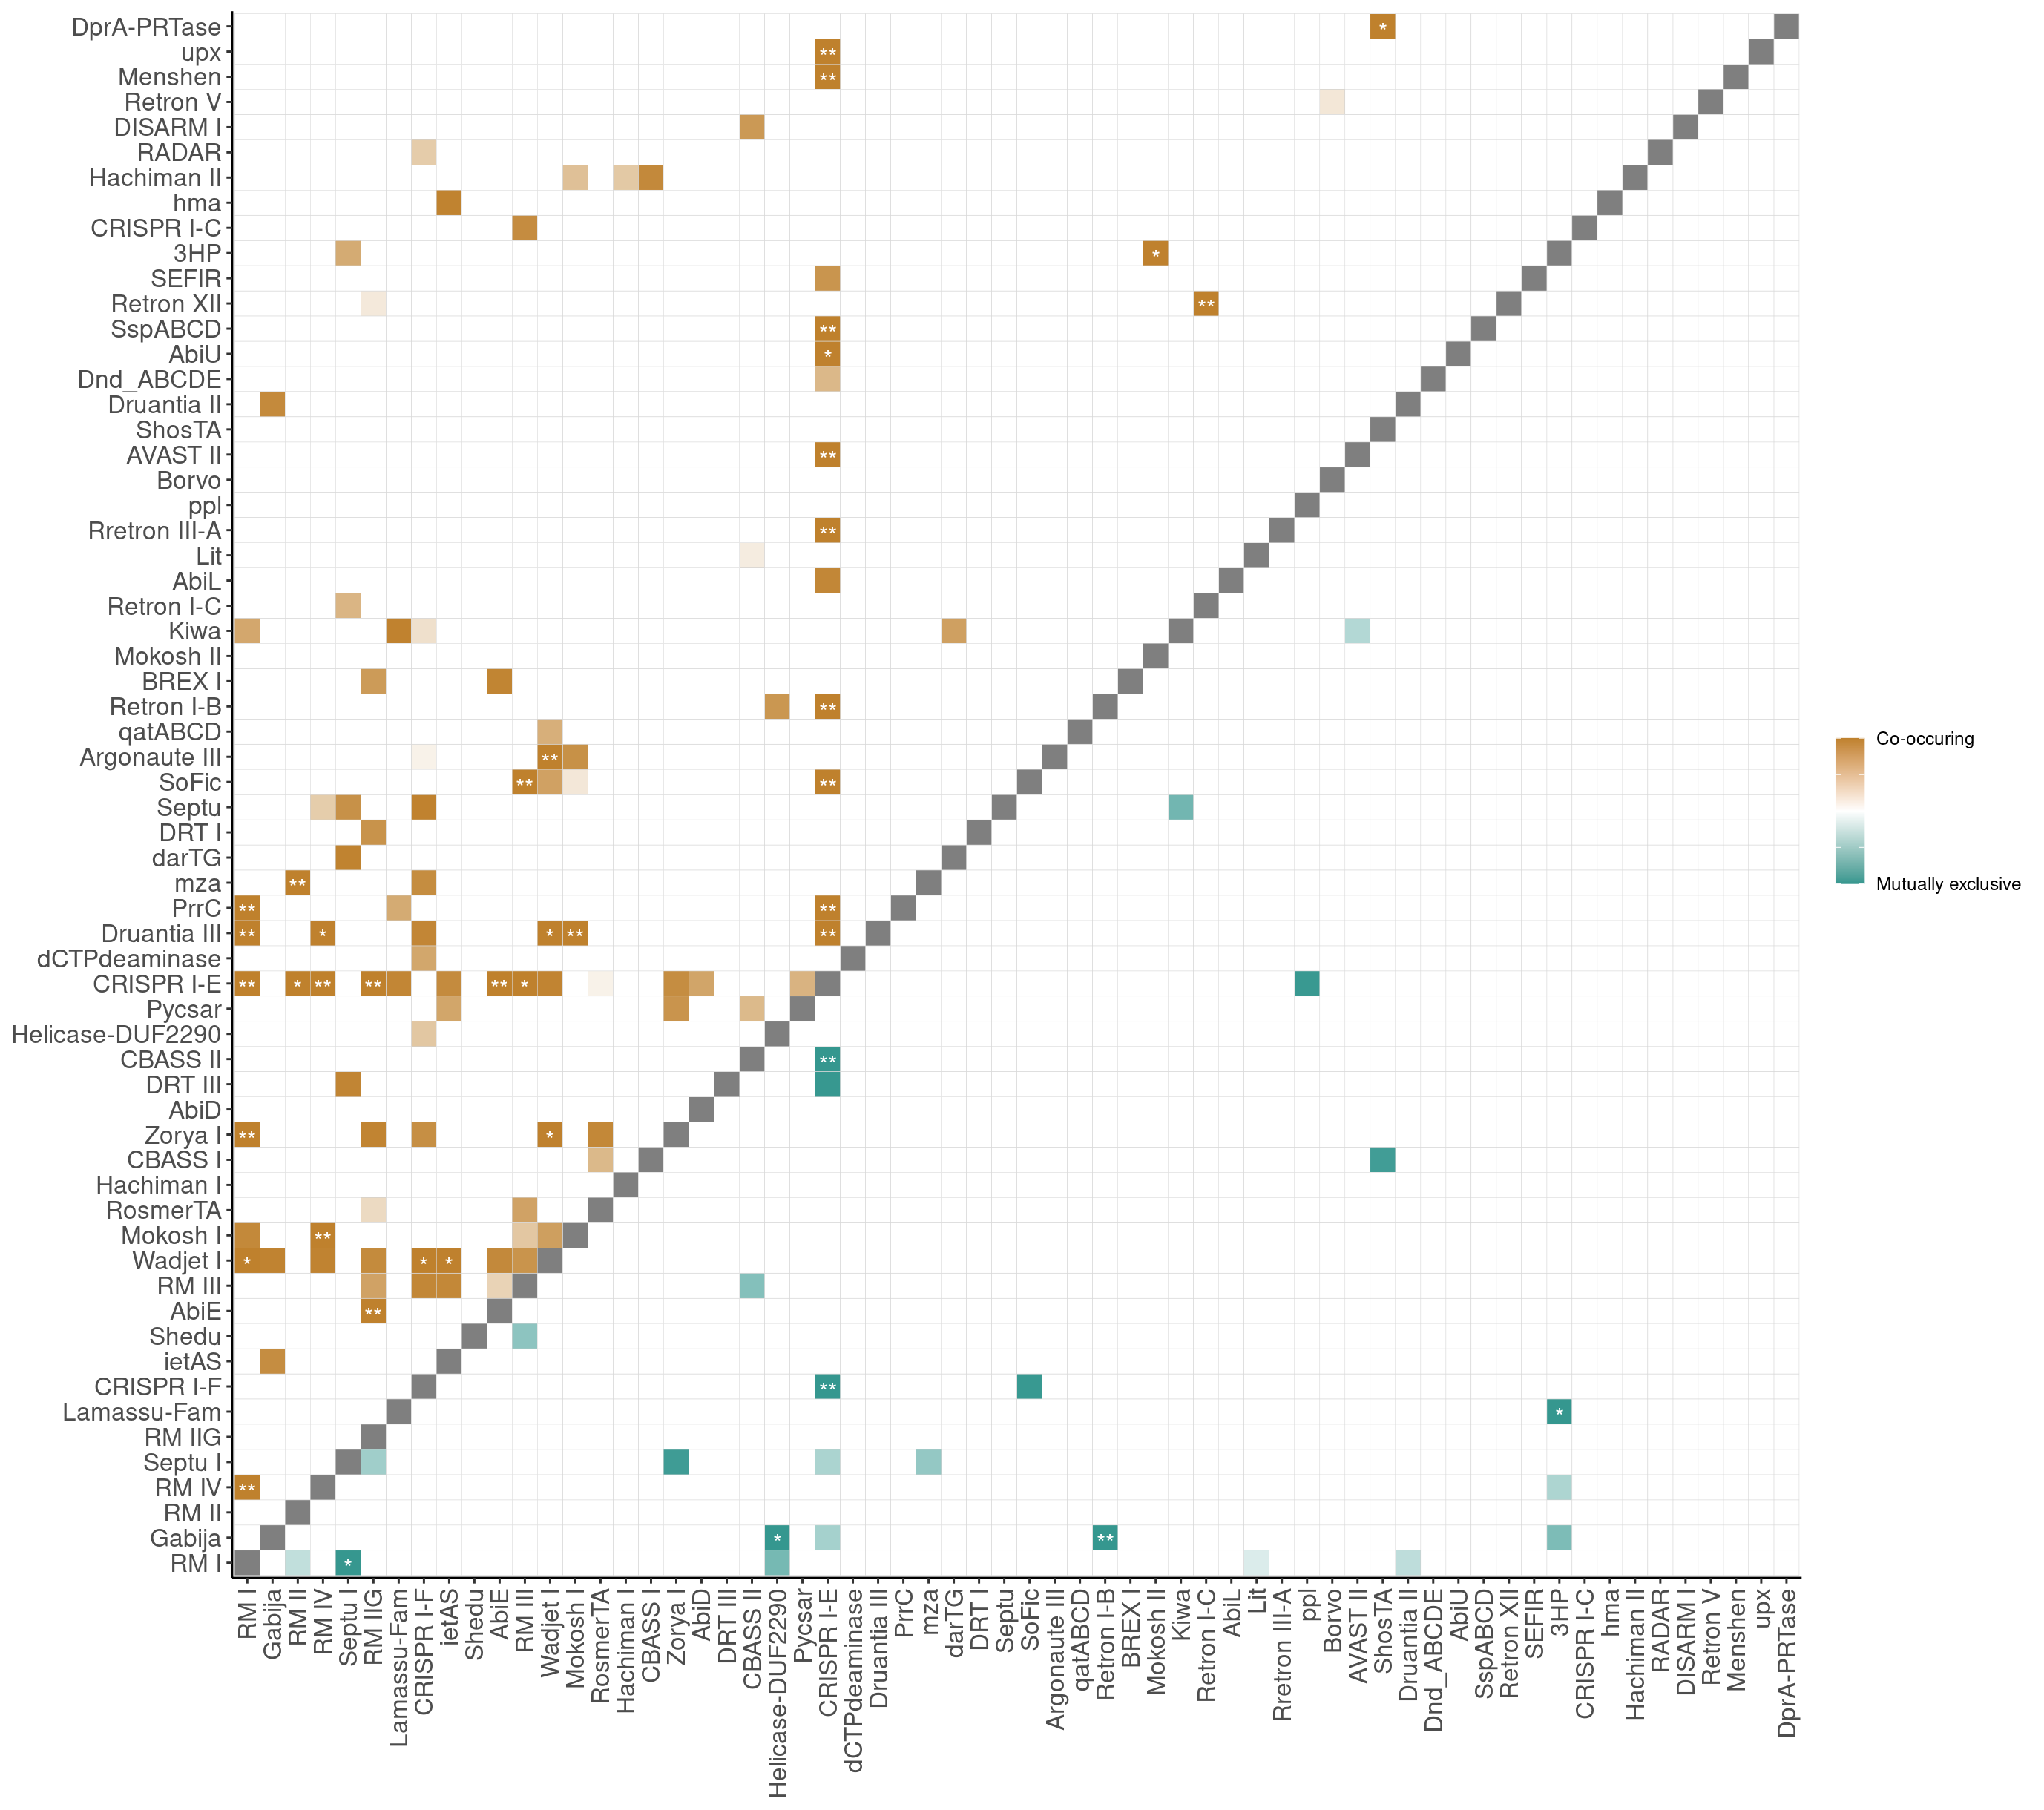 DprA-PRTase
upx
Menshen
Retron V
DISARM I
RADAR
Hachiman II
hma
CRISPR I-C
3HP
SEFIR
Retron XII
SspABCD
AbiU
Dnd_ABCDE
Druantia II
ShosTA
AVAST II
Borvo
ppl
Rretron III-A
Lit
AbiL
Retron I-C
Kiwa
Mokosh II
BREX I
Retron I-B
qatABCD
Argonaute III
SoFic
Septu
DRT I
darTG
mza
PrrC
Druantia III
dCTPdeaminase
CRISPR I-E
Pycsar
Helicase-DUF2290
CBASS II
DRT III
AbiD
Zorya I
CBASS I
Hachiman I
RosmerTA
Mokosh I
Wadjet I
RM III
AbiE
Shedu
ietAS
CRISPR I-F
Lamassu-Fam
RM IIG
Septu I
RM IV
RM II
Gabija
RM I
RM I
Gabija
RM II
RM IV
Septu I
RM IIG
Lamassu-Fam
CRISPR I-F
ietAS
Shedu
AbiE
RM III
Wadjet I
Mokosh I
RosmerTA
Hachiman I
CBASS I
Zorya I
AbiD
DRT III
CBASS II
Helicase-DUF2290
Pycsar
CRISPR I-E
dCTPdeaminase
Druantia III
PrrC
mza
darTG
DRT I
Septu
SoFic
Argonaute III
qatABCD
Retron I-B
BREX I
Mokosh II
Kiwa
Retron I-C
AbiL
Lit
Rretron III-A
ppl
Borvo
AVAST II
ShosTA
Druantia II
Dnd_ABCDE
AbiU
SspABCD
Retron XII
SEFIR
3HP
CRISPR I-C
hma
Hachiman II
RADAR
DISARM I
Retron V
Menshen
upx
DprA-PRTase
Co-occuring
Mutually exclusive